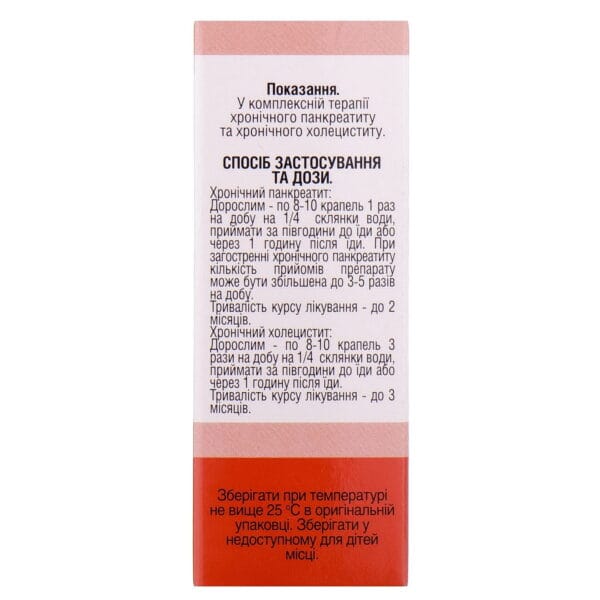 Показання.
У комплексній терапії
хронічного панкреатиту
та хронічного холециститу.
СПОСІБ ЗАСТОСУВАННЯ
ТА ДОЗИ.
Хронічний панкреатит:
Дорослим - по 8-10 крапель 1 раз
на добу на 1/4 склянки води,
приймати за півгодини до їди або
через 1 годину після їди. При
загостренні хронічного панкреатиту
кількість прийомів препарату
може бути збільшена до 3-5 разів
на добу.
Тривалість курсу лікування - до 2
місяців.
Хронічний холецистит:
Дорослим - по 8-10 крапель 3
рази на добу на 1/4 склянки води,
приймати за півгодини до їди або
через 1 годину після їди.
Тривалість курсу лікування - до 3
місяців.
Зберігати при температурі
не вище 25 °С в оригінальній
упаковці. Зберігати у
недоступному для дітей
місці.